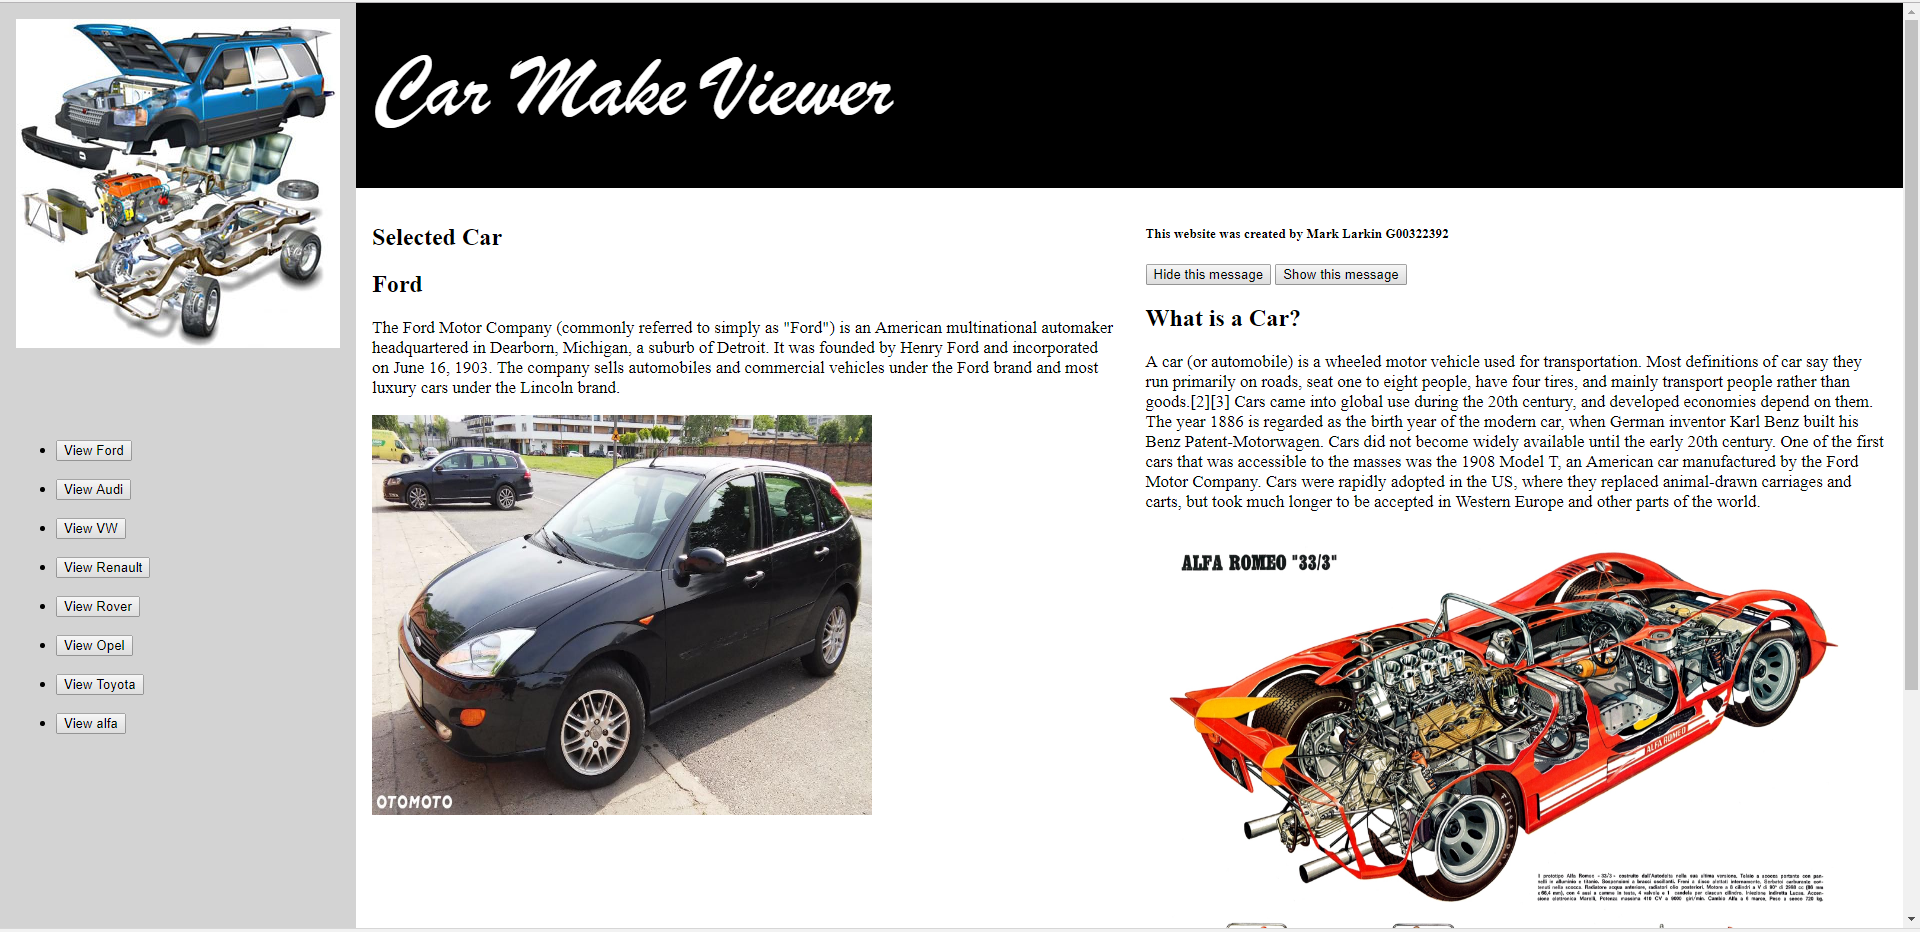 Car Make Viewer
View Ford
View Audi
View VW
View Renault
View Rover
View Opel
View Toyota
View alfa
Selected Car
Ford
The Ford Motor Company (commonly referred to simply as "Ford") is an American multinational automaker
headquartered in Dearborn, Michigan, a suburb of Detroit. It was founded by Henry Ford and incorporated
on June 16, 1903. The company sells automobiles and commercial vehicles under the Ford brand and most
luxury cars under the Lincoln brand.
OTOMOTO
This website was created by Mark Larkin G00322392
Hide this message Show this message
What is a Car?
A car (or automobile) is a wheeled motor vehicle used for transportation. Most definitions of car say they
run primarily on roads, seat one to eight people, have four tires, and mainly transport people rather than
goods.[2][3] Cars came into global use during the 20th century, and developed economies depend on them.
The year 1886 is regarded as the birth year of the modern car, when German inventor Karl Benz built his
Benz Patent-Motorwagen. Cars did not become widely available until the early 20th century. One of the first
cars that was accessible to the masses was the 1908 Model T, an American car manufactured by the Ford
Motor Company. Cars were rapidly adopted in the US, where they replaced animal-drawn carriages and
carts, but took much longer to be accepted in Western Europe and other parts of the world.
ALFA ROMEO "33/3"
ALFA ROMEO